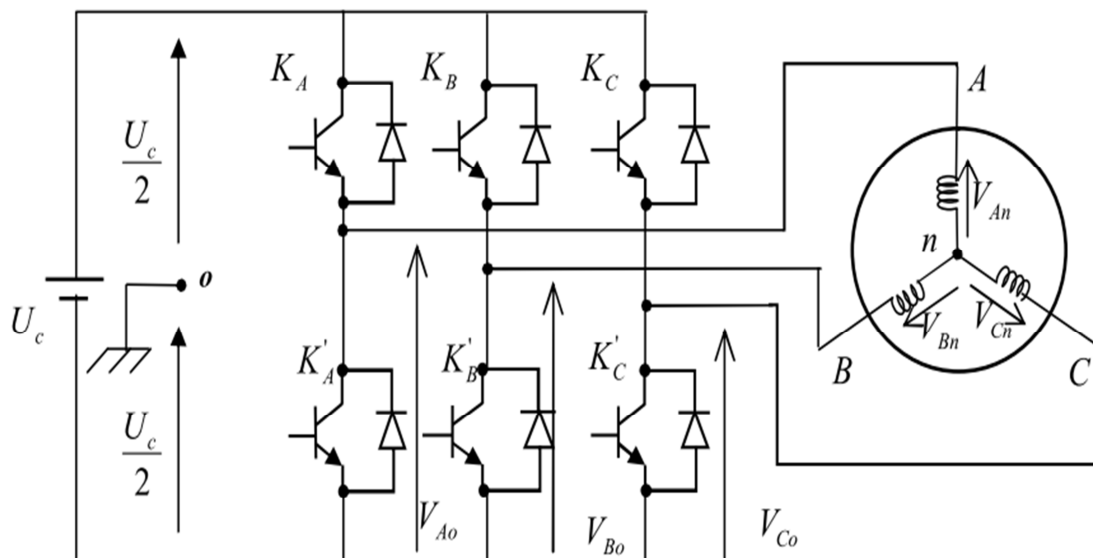 K_A
K_B
K_C
A
U_c/2
V_An
n
o
U_c
V_Bn
V_Cn
K'_A
K'_B
K'_C
B
C
U_c/2
V_Ao
V_Bo
V_Co